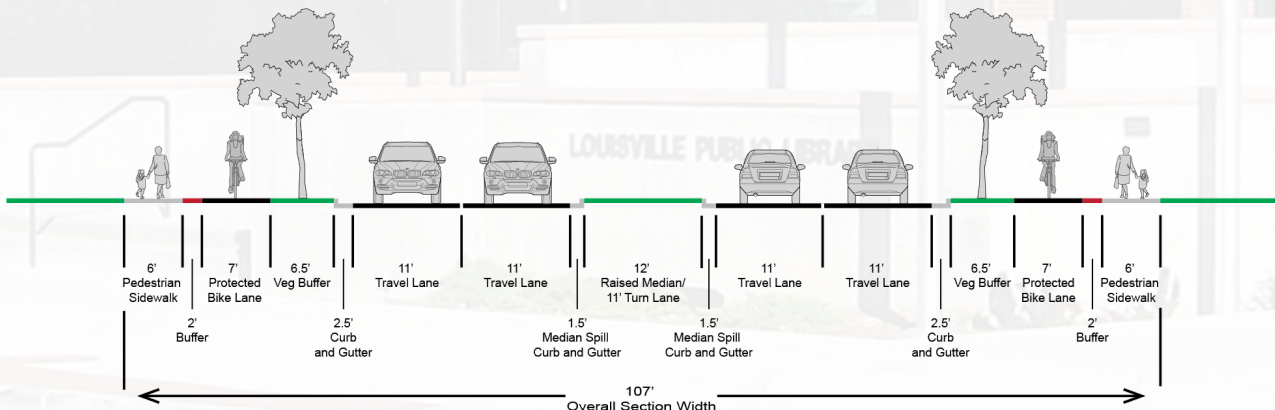 LOUISVILLE PUBLIC LIBRARY
6'
Pedestrian
Sidewalk
2'
Buffer
7'
Protected
Bike Lane
6.5'
Veg Buffer
2.5'
Curb
and Gutter
11'
Travel Lane
11'
Travel Lane
1.5'
Median Spill
Curb and Gutter
12'
Raised Median/
11' Turn Lane
1.5'
Median Spill
Curb and Gutter
11'
Travel Lane
11'
Travel Lane
2.5'
Curb
and Gutter
6.5'
Veg Buffer
7'
Protected
Bike Lane
2'
Buffer
6'
Pedestrian
Sidewalk
107'
Overall Section Width